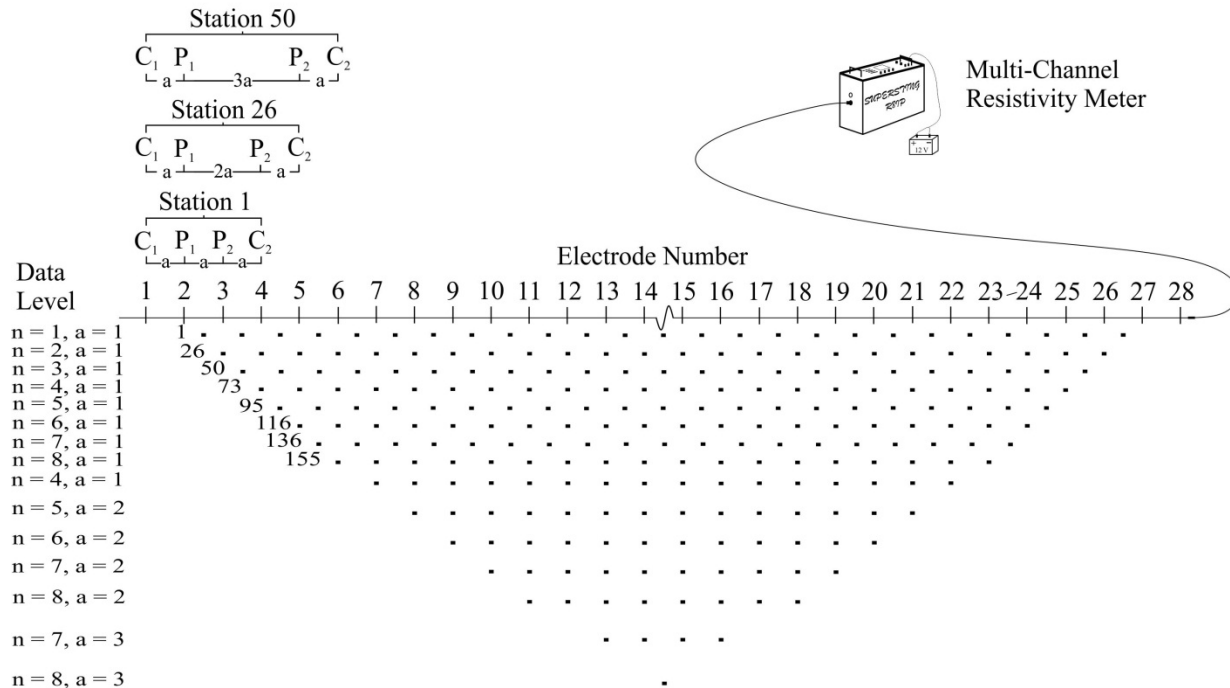 Station 50
C1 P1 P2 C2
a 3a a
Station 26
C1 P1 P2 C2
a 2a a
Station 1
C1 P1 P2 C2
a a a
SUPERSTING
R8IP
+ −
12 V
Multi-Channel
Resistivity Meter
Electrode Number
Data
Level
1 2 3 4 5 6 7 8 9 10 11 12 13 14 15 16 17 18 19 20 21 22 23 24 25 26 27 28
n = 1, a = 1 1
n = 2, a = 1 26
n = 3, a = 1 50
n = 4, a = 1 73
n = 5, a = 1 95
n = 6, a = 1 116
n = 7, a = 1 136
n = 8, a = 1 155
n = 4, a = 1
n = 5, a = 2
n = 6, a = 2
n = 7, a = 2
n = 8, a = 2
n = 7, a = 3
n = 8, a = 3